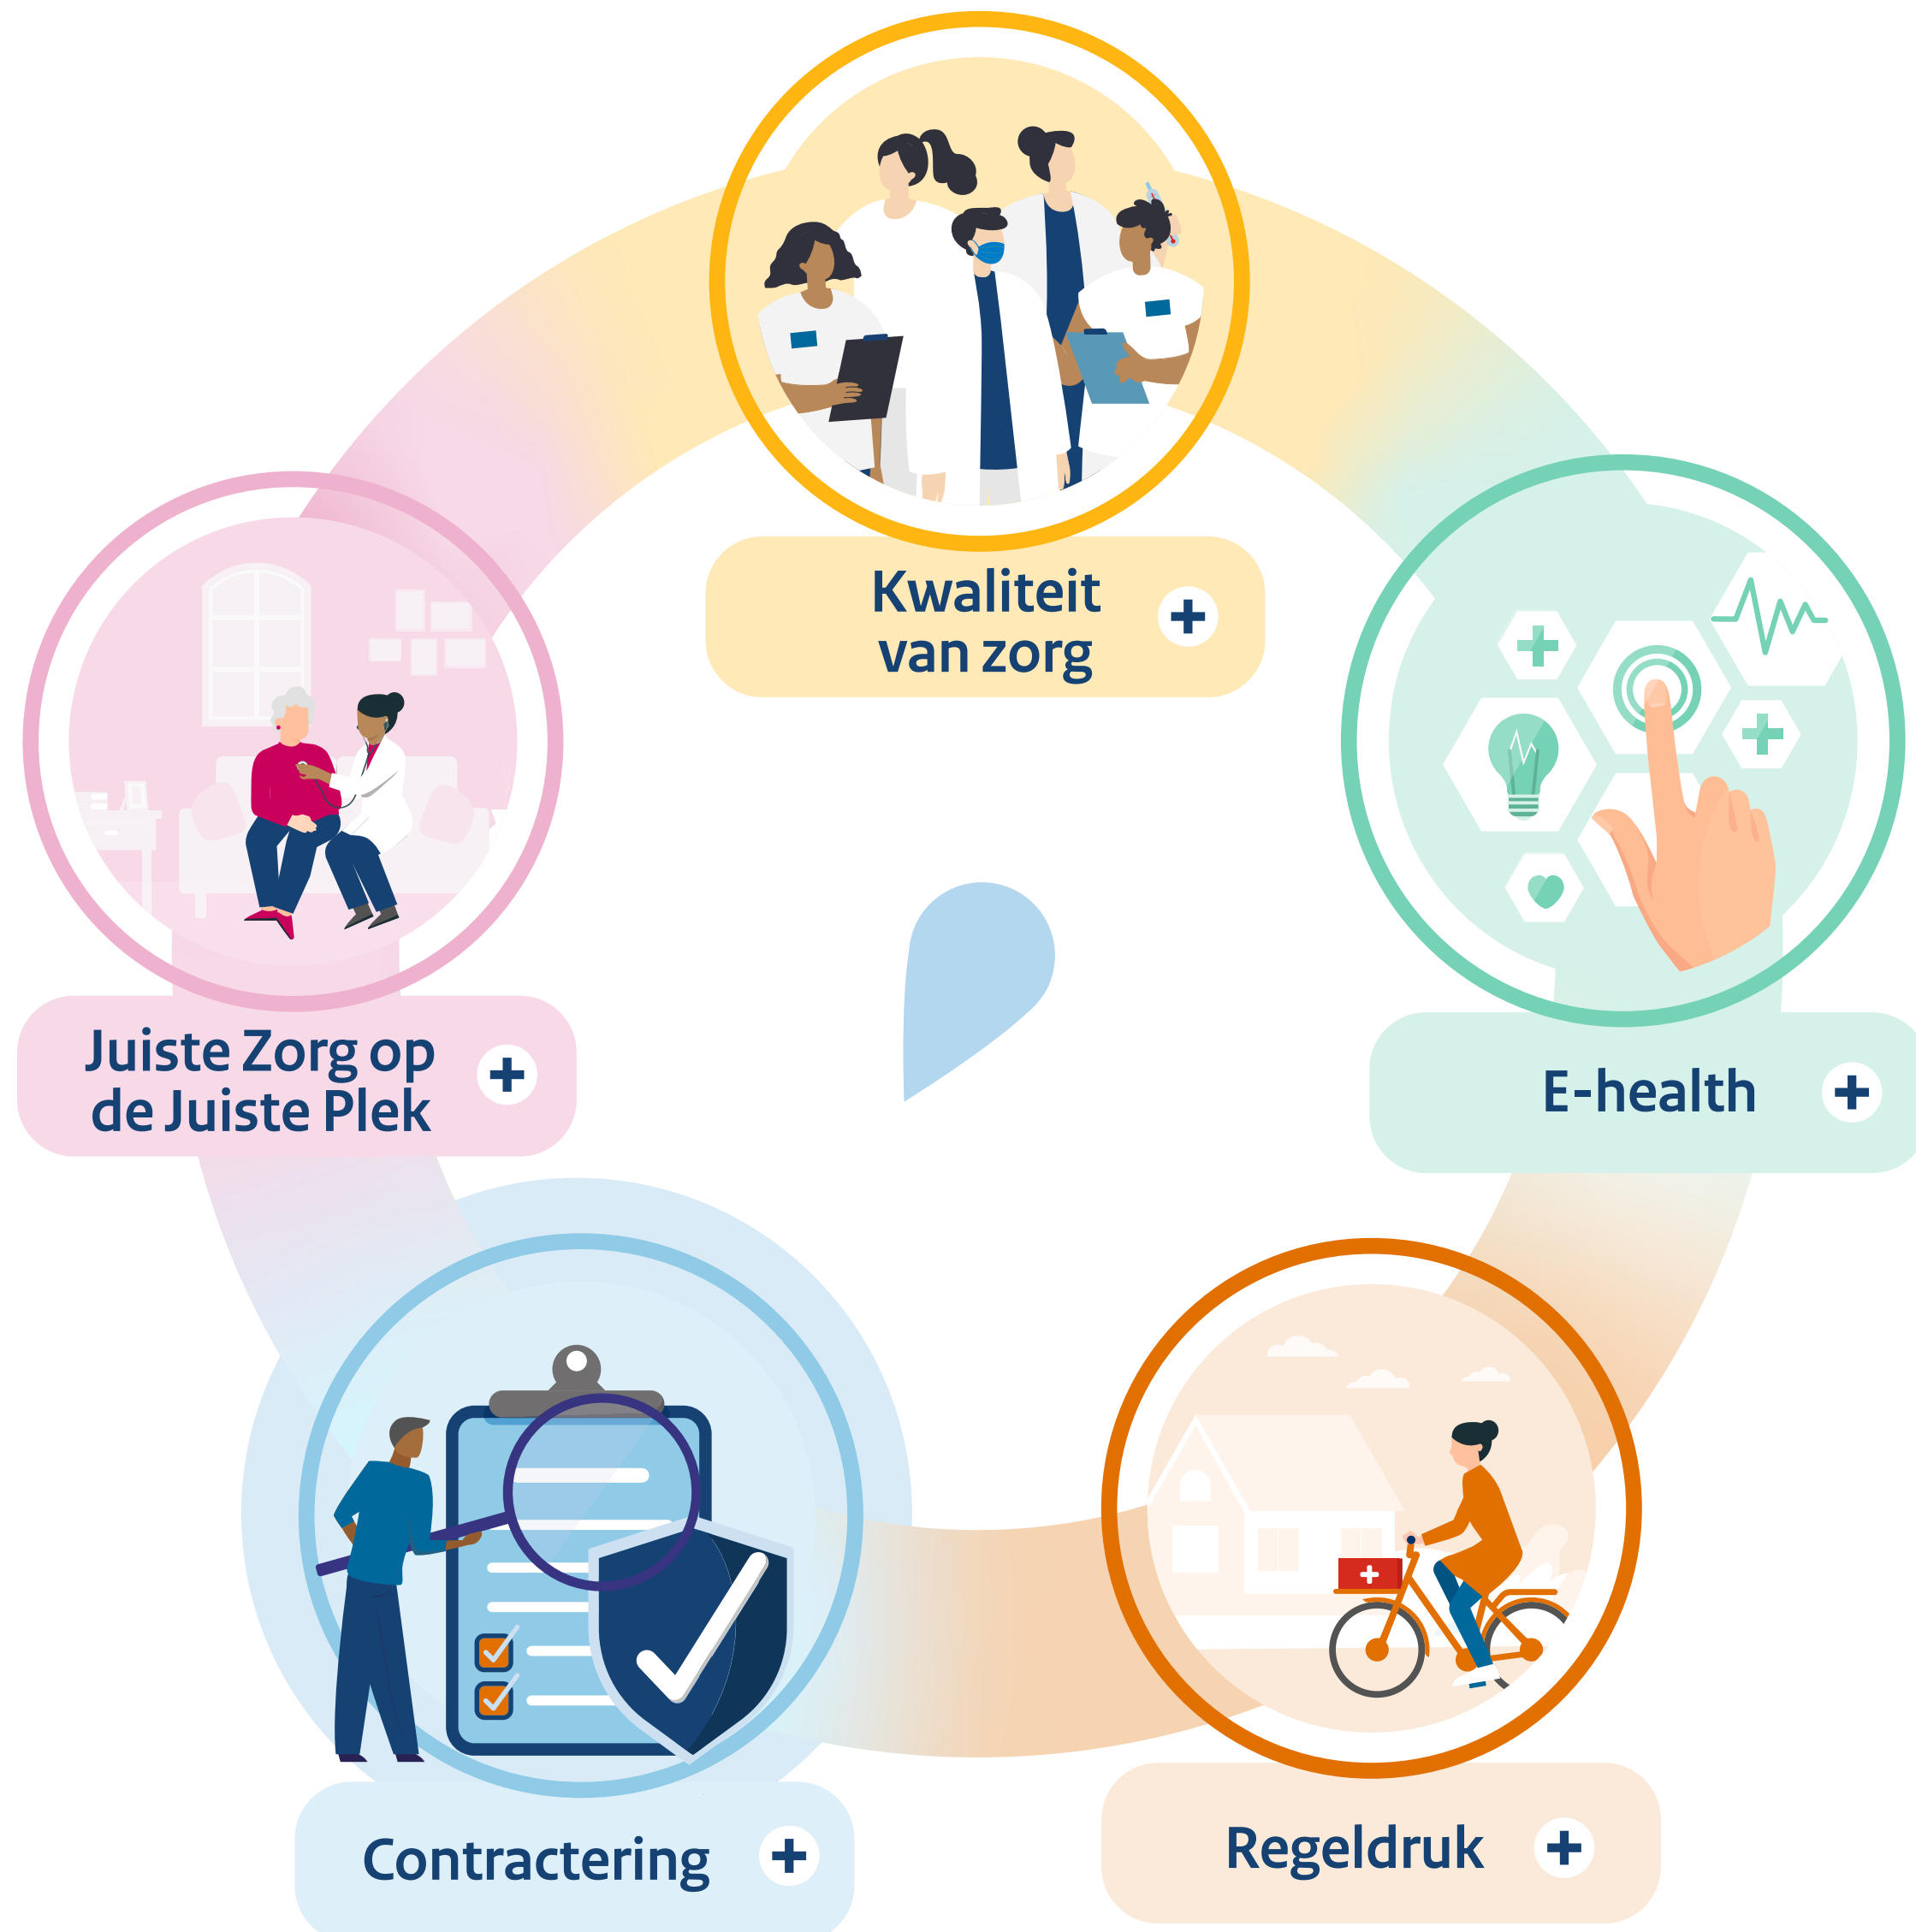 Kwaliteit
van zorg
Juiste Zorg op
de Juiste Plek
E-health
Contractering
Regeldruk